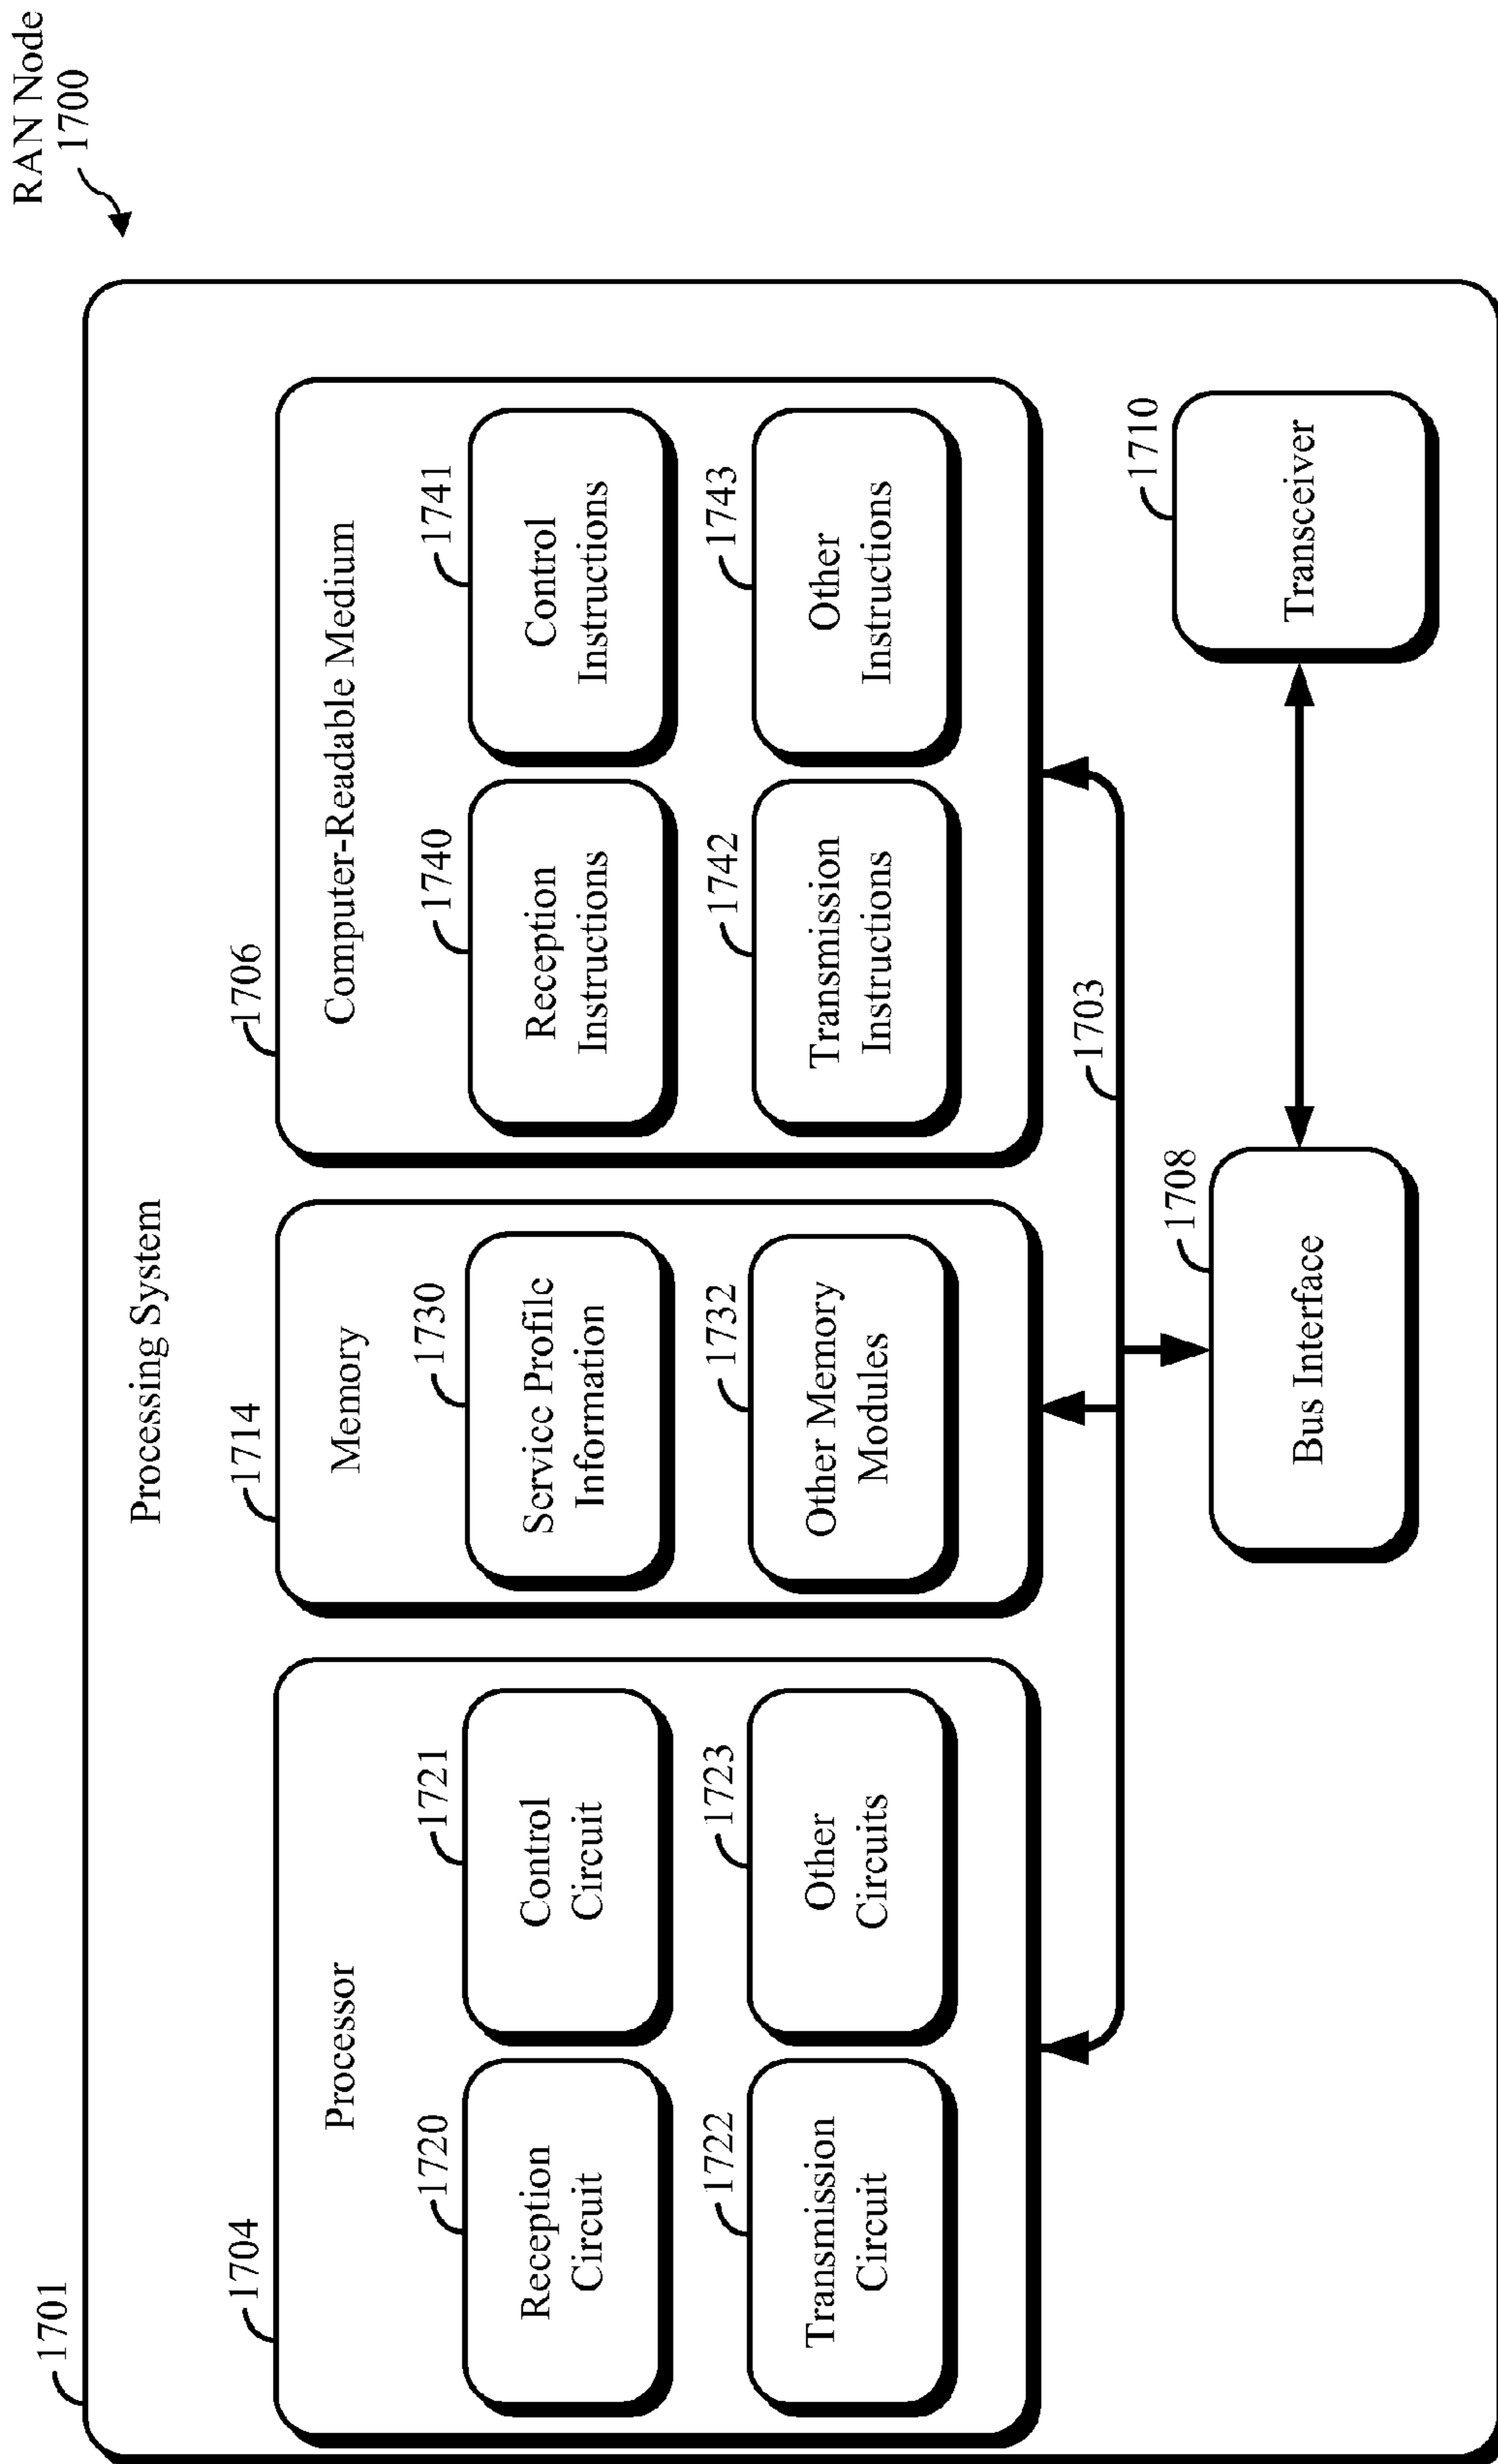 RAN Node
1700
1701
Processing System
1704
Processor
1720
Reception
Circuit
1721
Control
Circuit
1722
Transmission
Circuit
1723
Other
Circuits
1714
Memory
1730
Service Profile
Information
1732
Other Memory
Modules
1706
Computer-Readable Medium
1740
Reception
Instructions
1741
Control
Instructions
1742
Transmission
Instructions
1743
Other
Instructions
1703
1708
Bus Interface
1710
Transceiver